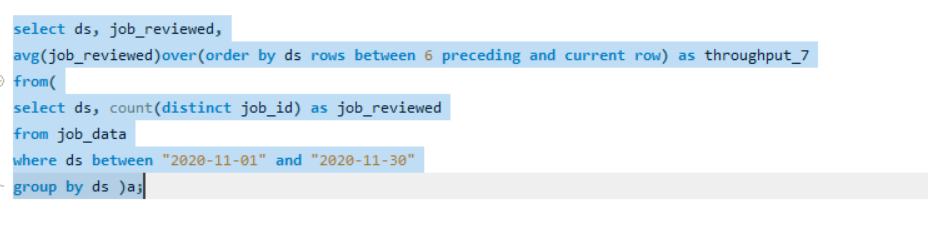 select ds, job_reviewed,
avg(job_reviewed)over(order by ds rows between 6 preceding and current row) as throughput_7
from(
select ds, count(distinct job_id) as job_reviewed
from job_data
where ds between "2020-11-01" and "2020-11-30"
group by ds )a;